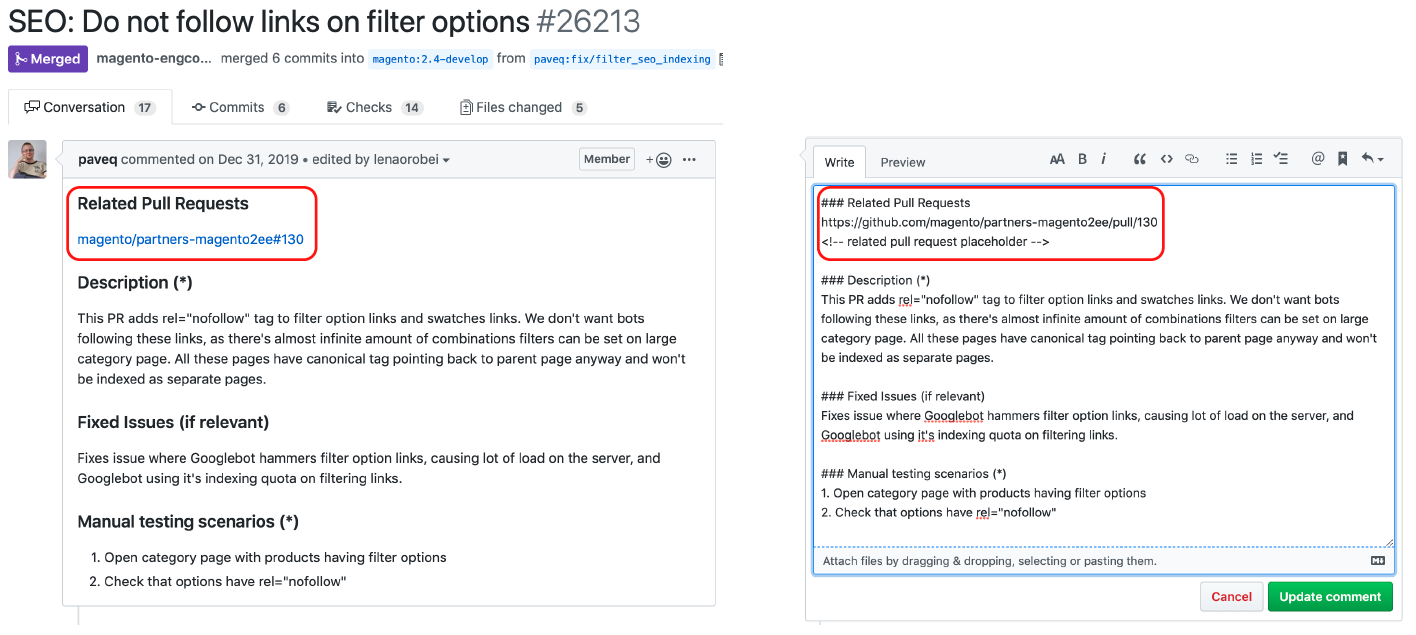 SEO: Do not follow links on filter options #26213
Merged magento-engco... merged 6 commits into magento:2.4-develop from paveq:fix/filter_seo_indexing
Conversation 17 Commits 6 Checks 14 Files changed 5
paveq commented on Dec 31, 2019 • edited by lenaorobei Member
Related Pull Requests
magento/partners-magento2ee#130
Description (*)
This PR adds rel="nofollow" tag to filter option links and swatches links. We don't want bots
following these links, as there's almost infinite amount of combinations filters can be set on large
category page. All these pages have canonical tag pointing back to parent page anyway and won't
be indexed as separate pages.
Fixed Issues (if relevant)
Fixes issue where Googlebot hammers filter option links, causing lot of load on the server, and
Googlebot using it's indexing quota on filtering links.
Manual testing scenarios (*)
1. Open category page with products having filter options
2. Check that options have rel="nofollow"
Write Preview AA B i
### Related Pull Requests
https://github.com/magento/partners-magento2ee/pull/130
<!-- related pull request placeholder -->
### Description (*)
This PR adds rel="nofollow" tag to filter option links and swatches links. We don't want bots
following these links, as there's almost infinite amount of combinations filters can be set on large
category page. All these pages have canonical tag pointing back to parent page anyway and won't
be indexed as separate pages.
### Fixed Issues (if relevant)
Fixes issue where Googlebot hammers filter option links, causing lot of load on the server, and
Googlebot using it's indexing quota on filtering links.
### Manual testing scenarios (*)
1. Open category page with products having filter options
2. Check that options have rel="nofollow"
Attach files by dragging & dropping, selecting or pasting them.
Cancel Update comment